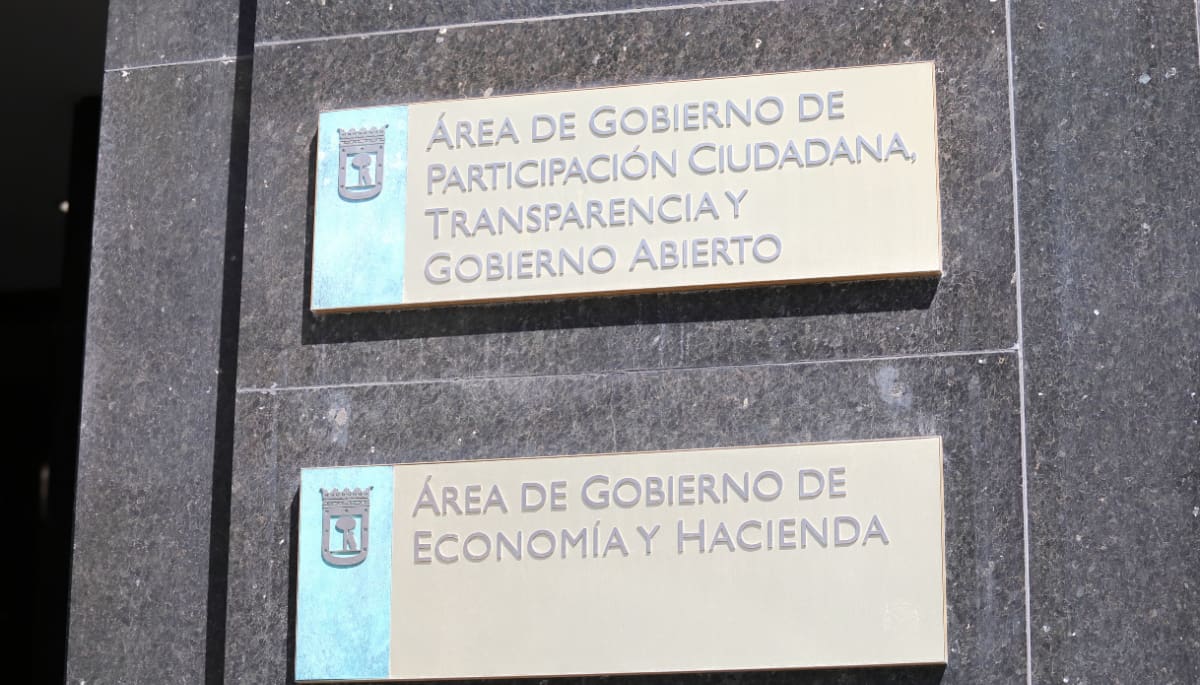 ÁREA DE GOBIERNO DE
PARTICIPACIÓN CIUDADANA,
TRANSPARENCIA Y
GOBIERNO ABIERTO
ÁREA DE GOBIERNO DE
ECONOMÍA Y HACIENDA